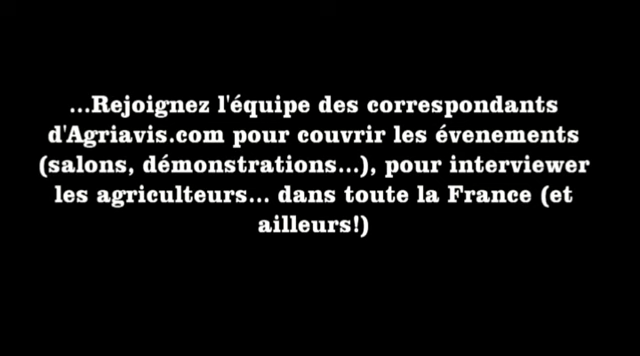 ...Rejoignez l'équipe des correspondants
d'Agriavis.com pour couvrir les évenements
(salons, démonstrations...), pour interviewer
les agriculteurs... dans toute la France (et
ailleurs!)